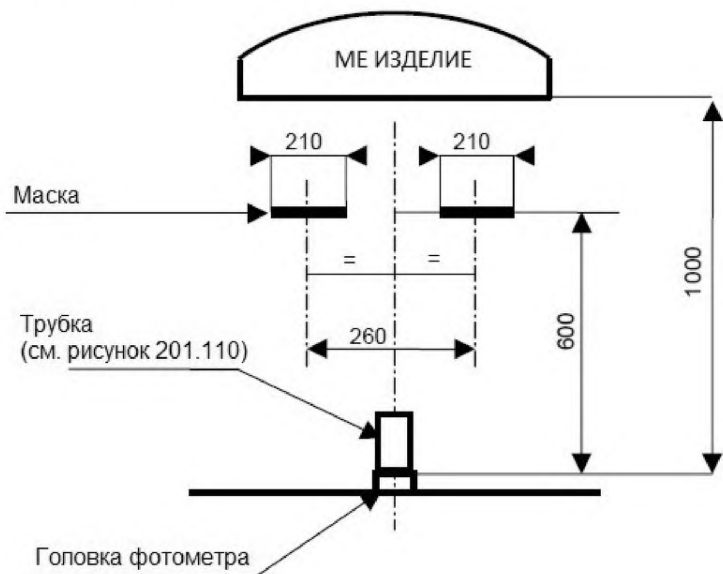 МЕ ИЗДЕЛИЕ
210
210
Маска
=
=
1000
Трубка
(см. рисунок 201.110)
260
600
Головка фотометра